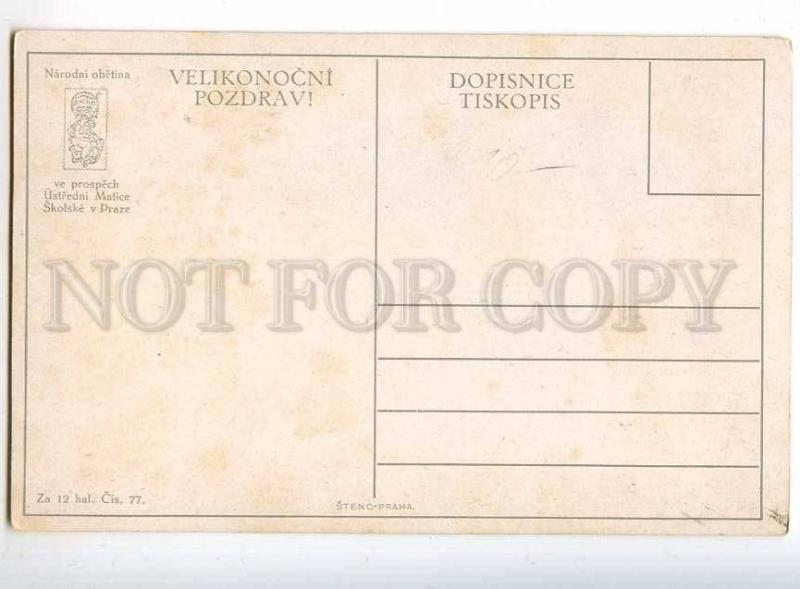 Národní obětina
ve prospěch
Ústřední Matice
Školské v Praze
VELIKONOČNÍ
POZDRAV!
DOPISNICE
TISKOPIS
NOT FOR COPY
Za 12 hal. Čís. 77.
ŠTENC-PRAHA.